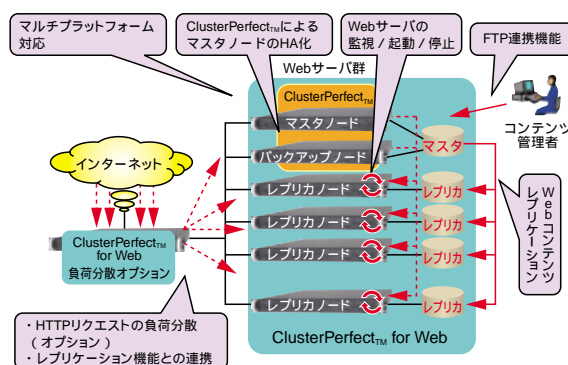 マルチプラットフォーム
対応
ClusterPerfect™による
マスタノードのHA化
Webサーバの
監視/起動/停止
FTP連携機能
Webサーバ群
ClusterPerfect™
マスタノード
バックアップノード
レプリカノード
レプリカノード
レプリカノード
レプリカノード
マスタ
レプリカ
レプリカ
レプリカ
レプリカ
コンテンツ
管理者
Webコンテンツ
レプリケーション
インターネット
ClusterPerfect™
for Web
負荷分散オプション
ClusterPerfect™ for Web
・HTTPリクエストの負荷分散
(オプション)
・レプリケーション機能との連携